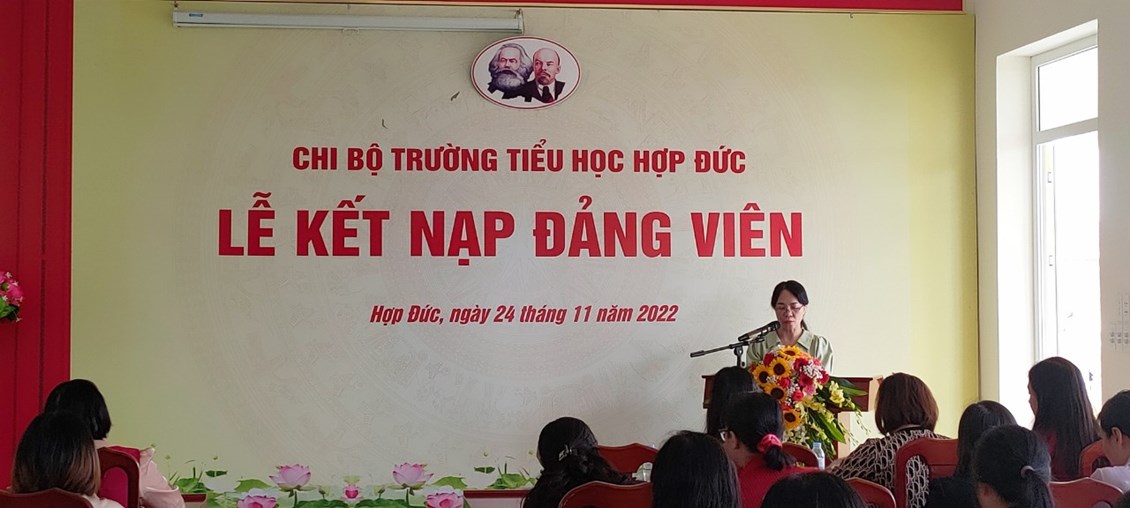 CHI BỘ TRƯỜNG TIỂU HỌC HỢP ĐỨC
LỄ KẾT NẠP ĐẢNG VIÊN
Hợp Đức, ngày 24 tháng 11 năm 2022